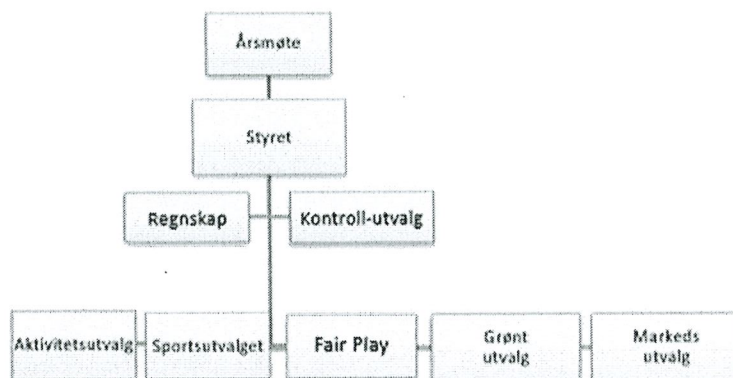 Årsmøte
Styret
Regnskap
Kontroll-utvalg
Aktivitetsutvalg
Sportsutvalget
Fair Play
Grønt
utvalg
Markeds
utvalg